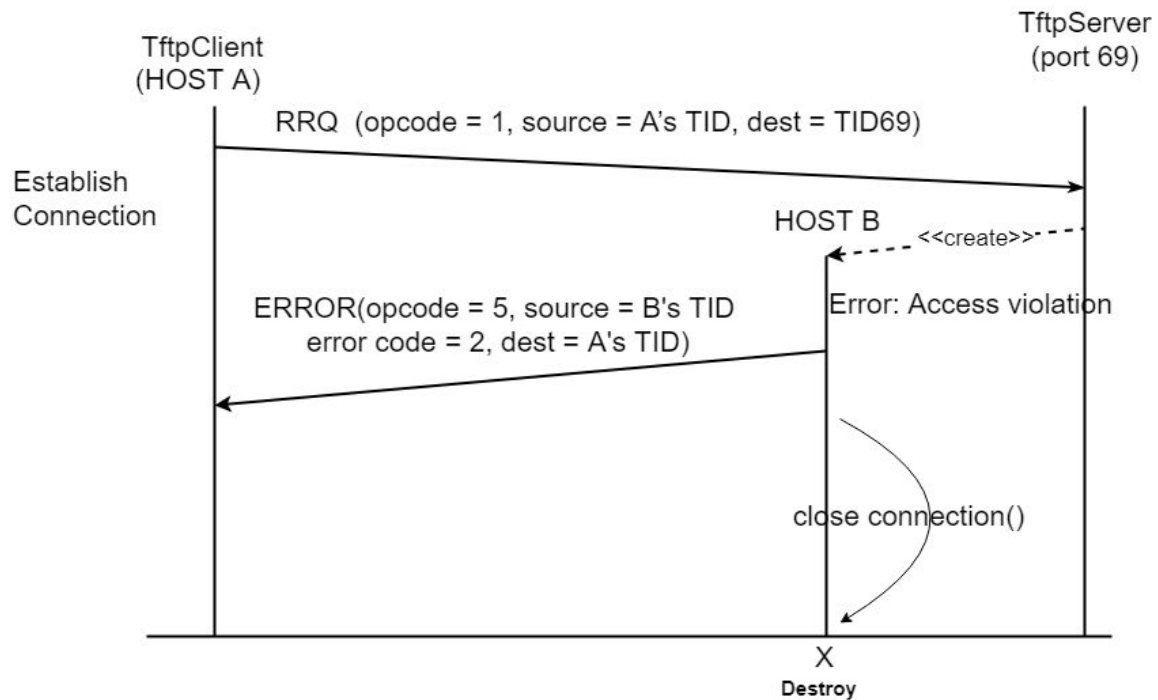 TftpServer
(port 69)
TftpClient
(HOST A)
RRQ (opcode = 1, source = A’s TID, dest = TID69)
Establish
Connection
HOST B
<<create>>
Error: Access violation
ERROR(opcode = 5, source = B's TID
error code = 2, dest = A's TID)
close connection()
X
Destroy